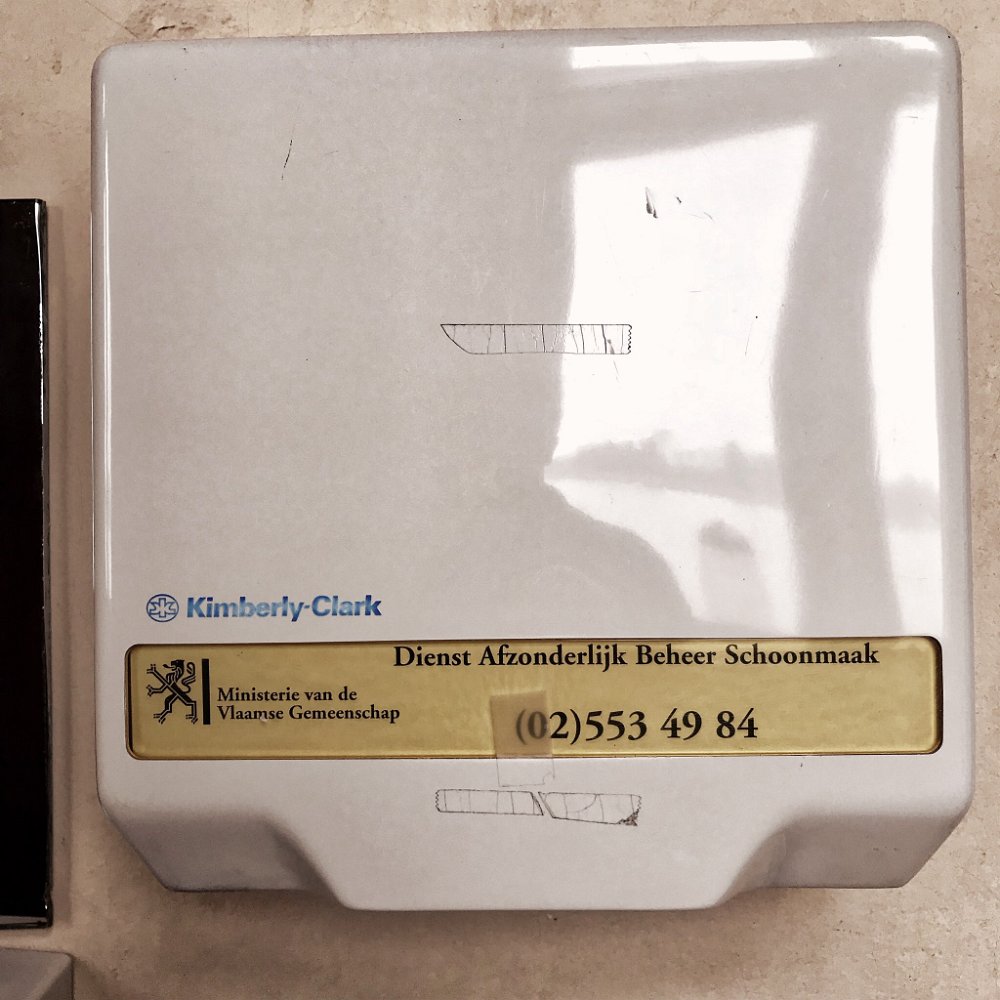 Kimberly-Clark
Dienst Afzonderlijk Beheer Schoonmaak
Ministerie van de
Vlaamse Gemeenschap
(02)553 49 84